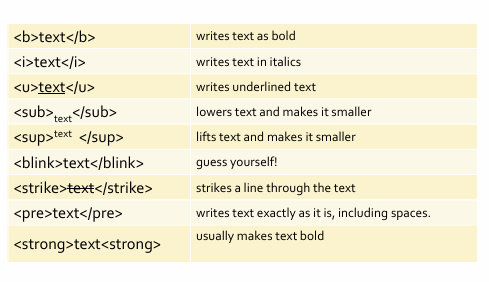 <b>text</b> writes text as bold
<i>text</i> writes text in italics
<u>text</u> writes underlined text
<sub>text</sub> lowers text and makes it smaller
<sup>text </sup> lifts text and makes it smaller
<blink>text</blink> guess yourself!
<strike>text</strike> strikes a line through the text
<pre>text</pre> writes text exactly as it is, including spaces.
<strong>text<strong> usually makes text bold